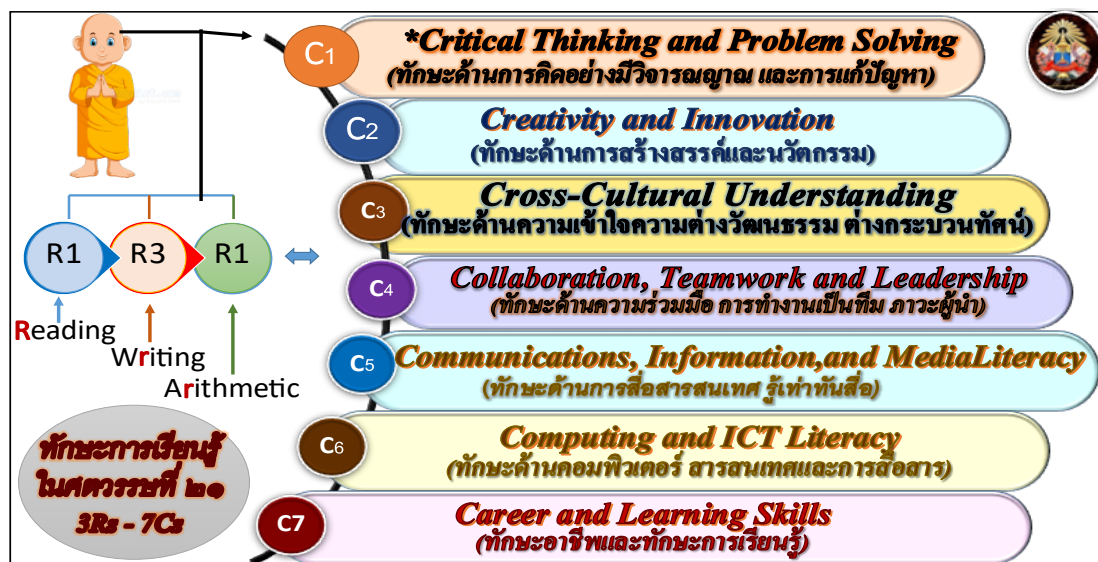 C1
*Critical Thinking and Problem Solving
(ทักษะด้านการคิดอย่างมีวิจารณญาณ และการแก้ปัญหา)
C2
Creativity and Innovation
(ทักษะด้านการสร้างสรรค์และนวัตกรรม)
C3
Cross-Cultural Understanding
(ทักษะด้านความเข้าใจความต่างวัฒนธรรม ต่างกระบวนทัศน์)
C4
Collaboration, Teamwork and Leadership
(ทักษะด้านความร่วมมือ การทำงานเป็นทีม ภาวะผู้นำ)
C5
Communications, Information,and MediaLiteracy
(ทักษะด้านการสื่อสารสนเทศ รู้เท่าทันสื่อ)
C6
Computing and ICT Literacy
(ทักษะด้านคอมพิวเตอร์ สารสนเทศและการสื่อสาร)
C7
Career and Learning Skills
(ทักษะอาชีพและทักษะการเรียนรู้)
R1
R3
R1
Reading
Writing
Arithmetic
ทักษะการเรียนรู้
ในศตวรรษที่ ๒๑
3Rs - 7Cs